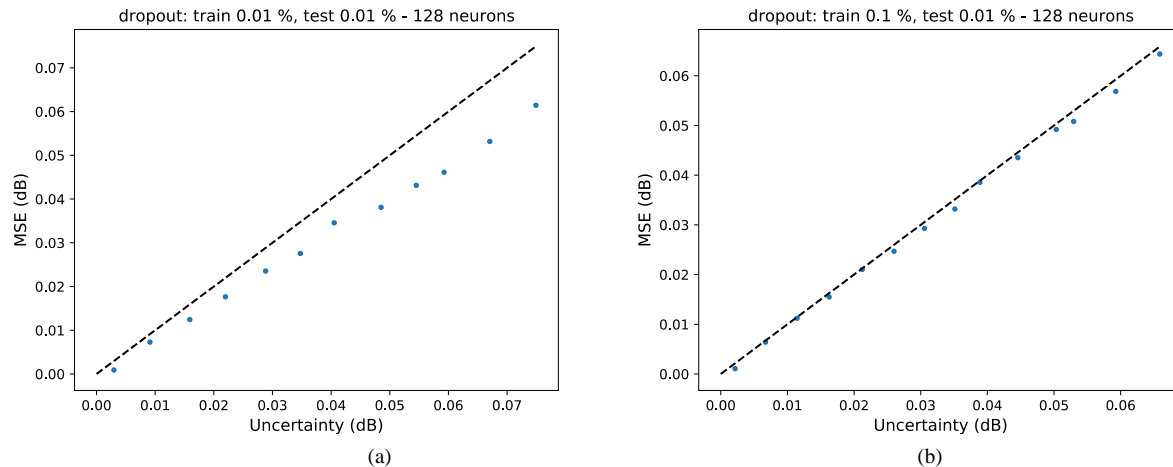 dropout: train 0.01 %, test 0.01 % - 128 neurons
0.07
0.06
0.05
0.04
0.03
0.02
0.01
0.00
MSE (dB)
0.00 0.01 0.02 0.03 0.04 0.05 0.06 0.07
Uncertainty (dB)
(a)
dropout: train 0.1 %, test 0.01 % - 128 neurons
0.06
0.05
0.04
0.03
0.02
0.01
0.00
MSE (dB)
0.00 0.01 0.02 0.03 0.04 0.05 0.06
Uncertainty (dB)
(b)